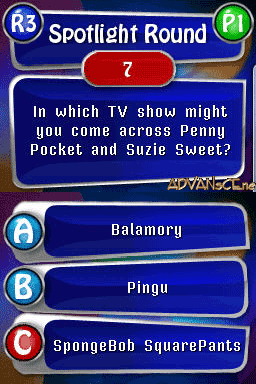 R3
Spotlight Round
P1
7
In which TV show might
you come across Penny
Pocket and Suzie Sweet?
ADVANsCEne
A
Balamory
B
Pingu
C
SpongeBob SquarePants